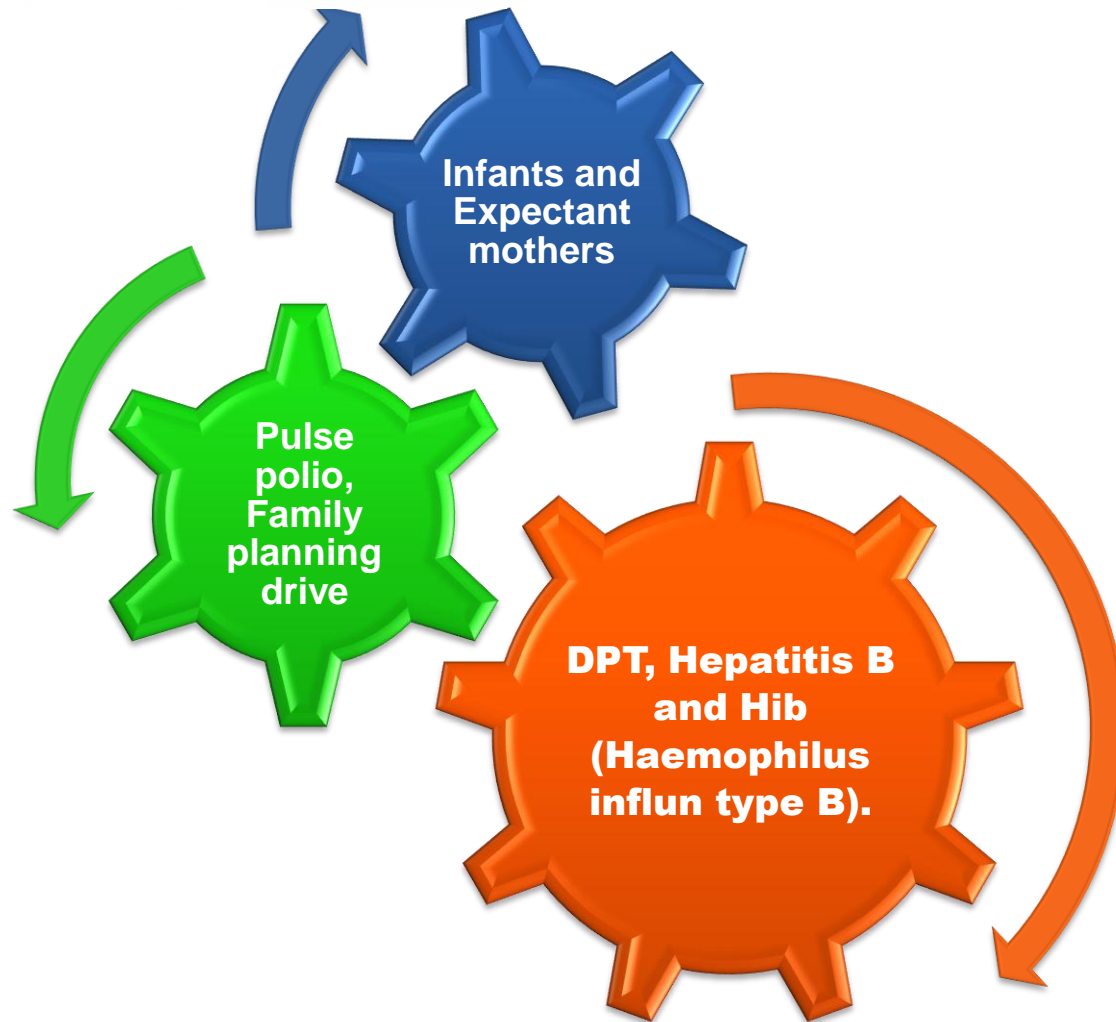 Infants and
Expectant
mothers
Pulse
polio,
Family
planning
drive
DPT, Hepatitis B
and Hib
(Haemophilus
influn type B).